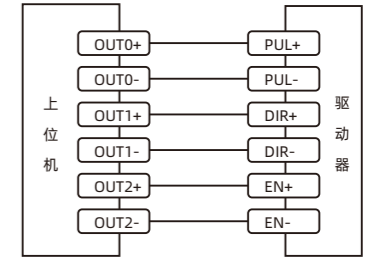 OUT0+ PUL+
OUT0- PUL-
OUT1+ DIR+
OUT1- DIR-
OUT2+ EN+
OUT2- EN-
上位机
驱动器